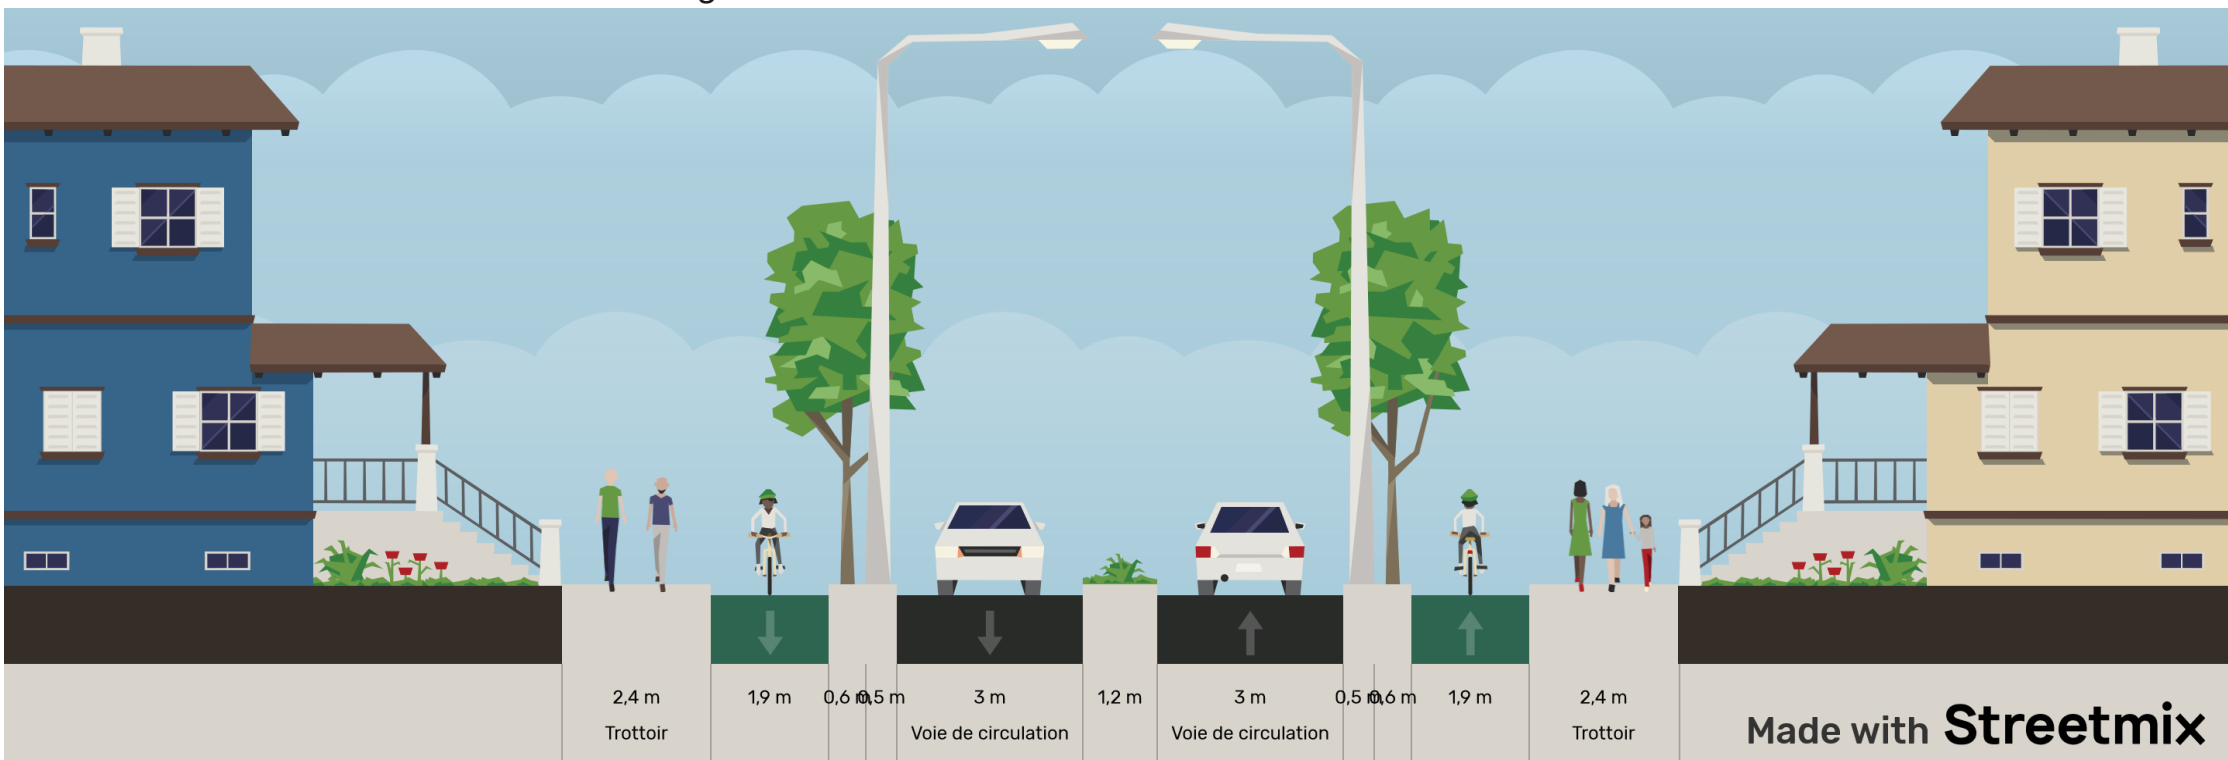 2,4 m
Trottoir
1,9 m
0,6 m
0,5 m
3 m
Voie de circulation
1,2 m
3 m
Voie de circulation
0,5 m
0,6 m
1,9 m
2,4 m
Trottoir
Made with Streetmix